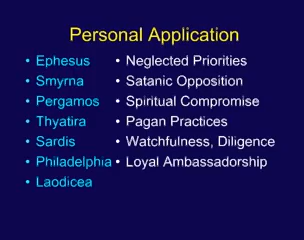 Personal Application
• Ephesus • Neglected Priorities
• Smyrna • Satanic Opposition
• Pergamos • Spiritual Compromise
• Thyatira • Pagan Practices
• Sardis • Watchfulness, Diligence
• Philadelphia • Loyal Ambassadorship
• Laodicea